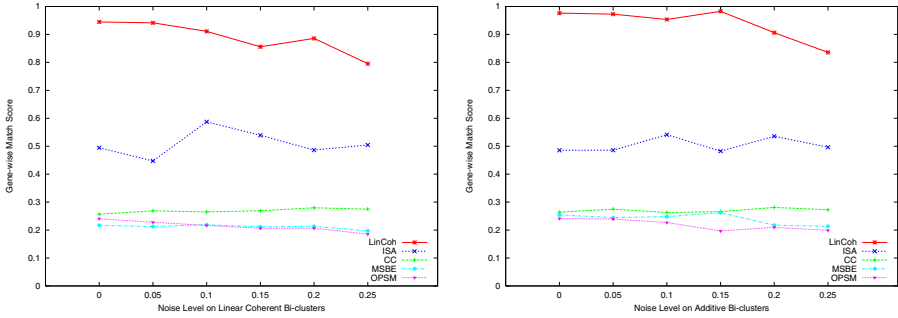 1
0.9
0.8
0.7
0.6
0.5
0.4
0.3
0.2
0.1
0
Gene-wise Match Score
LinCoh
ISA
CC
MSBE
OPSM
0 0.05 0.1 0.15 0.2 0.25
Noise Level on Linear Coherent Bi-clusters
1
0.9
0.8
0.7
0.6
0.5
0.4
0.3
0.2
0.1
0
Gene-wise Match Score
LinCoh
ISA
CC
MSBE
OPSM
0 0.05 0.1 0.15 0.2 0.25
Noise Level on Additive Bi-clusters